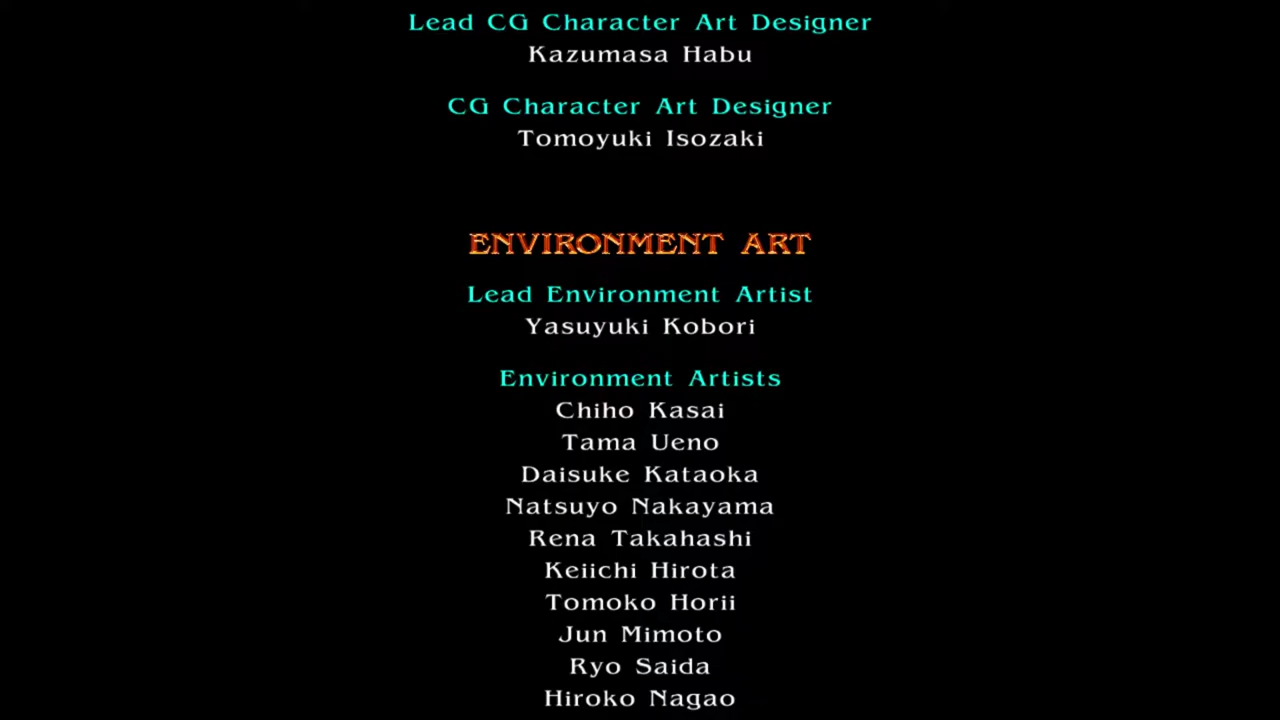 Lead CG Character Art Designer
Kazumasa Habu
CG Character Art Designer
Tomoyuki Isozaki
ENVIRONMENT ART
Lead Environment Artist
Yasuyuki Kobori
Environment Artists
Chiho Kasai
Tama Ueno
Daisuke Kataoka
Natsuyo Nakayama
Rena Takahashi
Keiichi Hirota
Tomoko Horii
Jun Mimoto
Ryo Saida
Hiroko Nagao